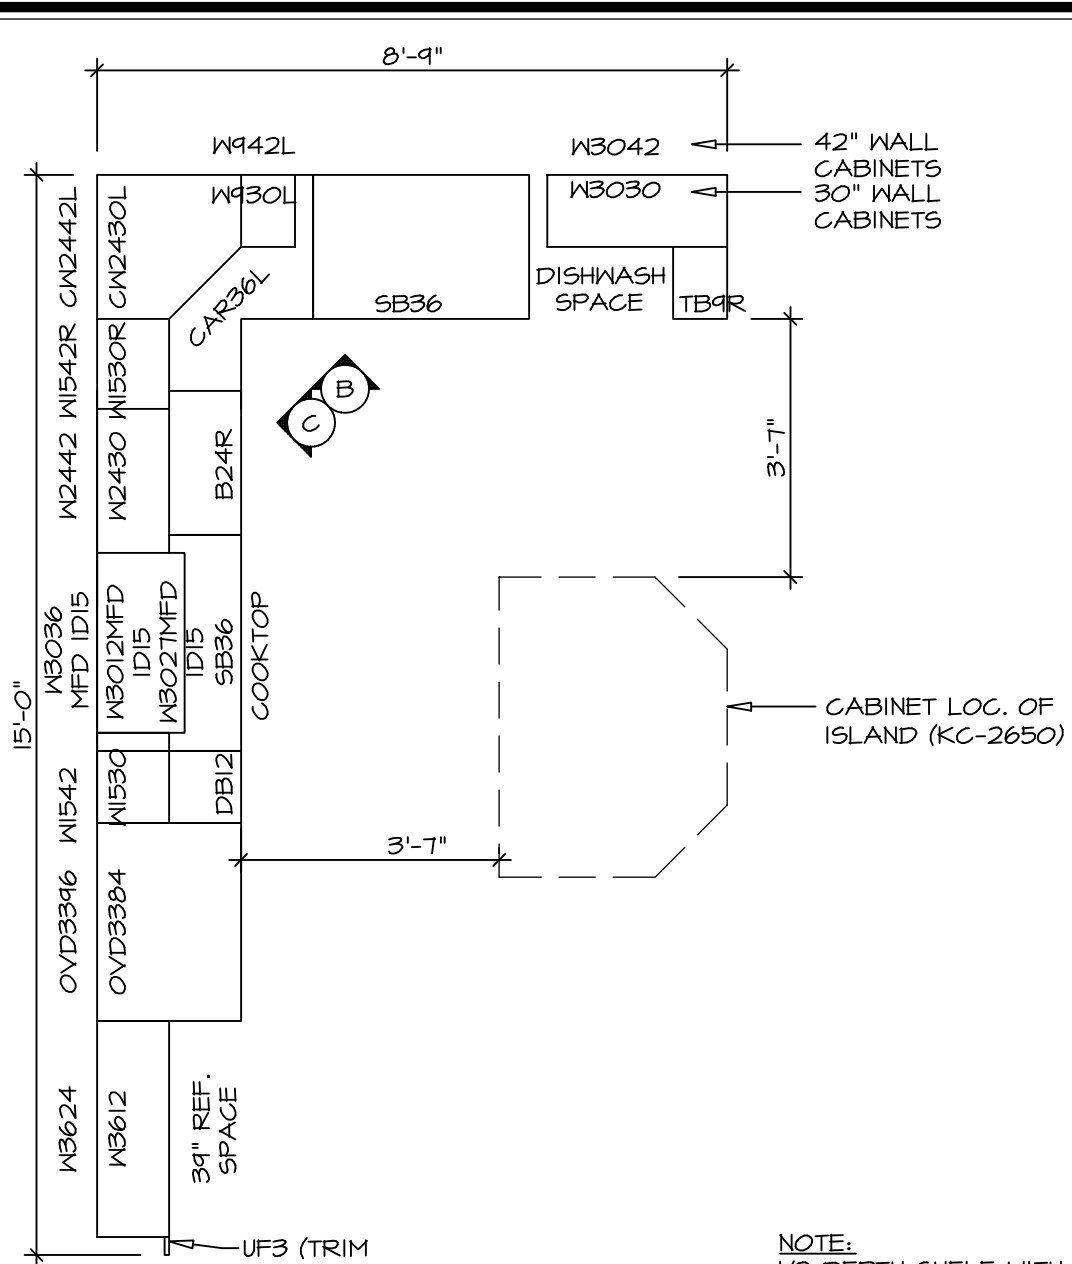 8'-9"
W942L
W3042
42" WALL
CABINETS
W930L
W3030
30" WALL
CABINETS
CW2442L
CW2430L
CAR36L
SB36
DISHWASH
SPACE
TB9R
W1542R
W1530R
B
C
3'-7"
W2442
W2430
B24R
W3036
MFD ID15
W3012MFD
ID15
W3027MFD
ID15
SB36
COOKTOP
15'-0"
CABINET LOC. OF
ISLAND (KC-2650)
W1542
W1530
DB12
3'-7"
OVD3396
OVD3384
W3624
W3612
39" REF.
SPACE
UF3 (TRIM
NOTE: